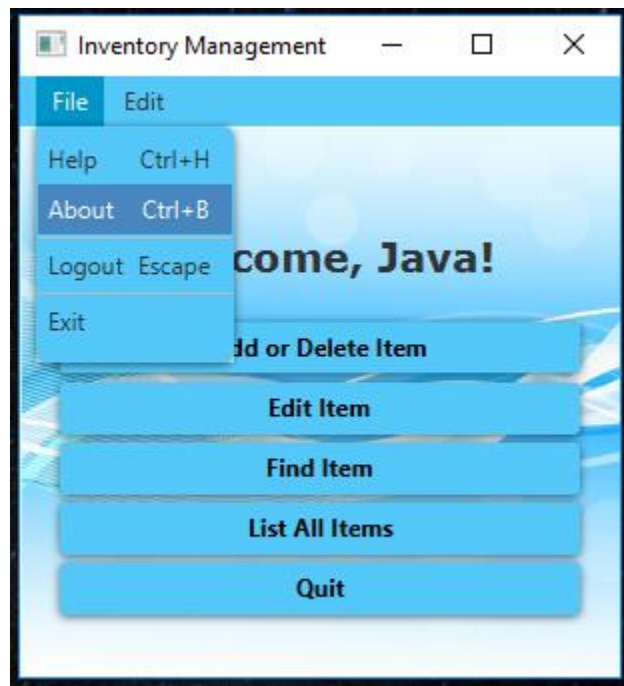 Inventory Management
File Edit
Help Ctrl+H
About Ctrl+B
Logout Escape
Exit
come, Java!
dd or Delete Item
Edit Item
Find Item
List All Items
Quit